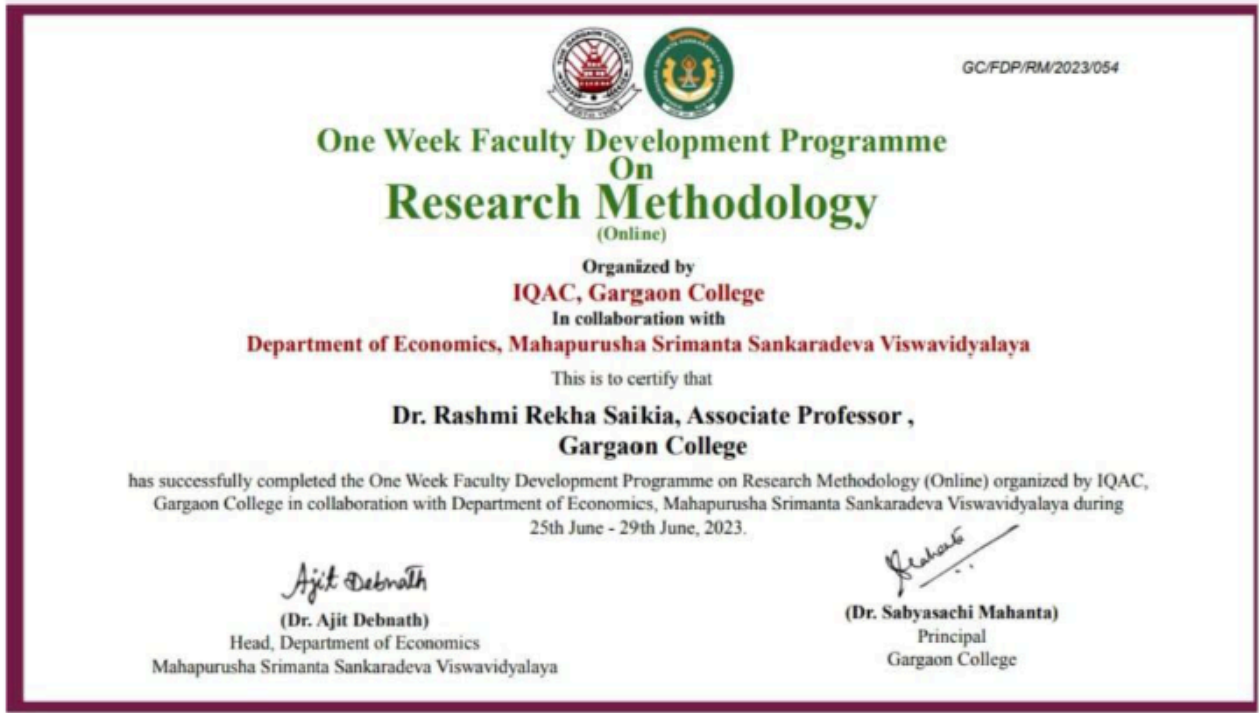 THE GARGAON COLLEGE
GC/FDP/RM/2023/054
One Week Faculty Development Programme
On
Research Methodology
(Online)
Organized by
IQAC, Gargaon College
In collaboration with
Department of Economics, Mahapurusha Srimanta Sankaradeva Viswavidyalaya
This is to certify that
Dr. Rashmi Rekha Saikia, Associate Professor ,
Gargaon College
has successfully completed the One Week Faculty Development Programme on Research Methodology (Online) organized by IQAC,
Gargaon College in collaboration with Department of Economics, Mahapurusha Srimanta Sankaradeva Viswavidyalaya during
25th June - 29th June, 2023.
Ajit Debnath
(Dr. Ajit Debnath)
Head, Department of Economics
Mahapurusha Srimanta Sankaradeva Viswavidyalaya
(Dr. Sabyasachi Mahanta)
Principal
Gargaon College